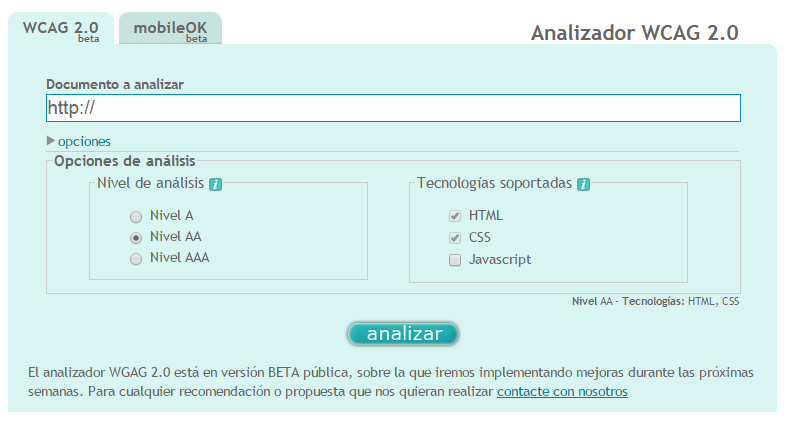 WCAG 2.0
beta
mobileOK
beta
Analizador WCAG 2.0
Documento a analizar
http://
opciones
Opciones de análisis
Nivel de análisis i
Tecnologías soportadas i
Nivel A
HTML
Nivel AA
CSS
Nivel AAA
Javascript
Nivel AA - Tecnologías: HTML, CSS
analizar
El analizador WGAG 2.0 está en versión BETA pública, sobre la que iremos implementando mejoras durante las próximas
semanas. Para cualquier recomendación o propuesta que nos quieran realizar contacte con nosotros